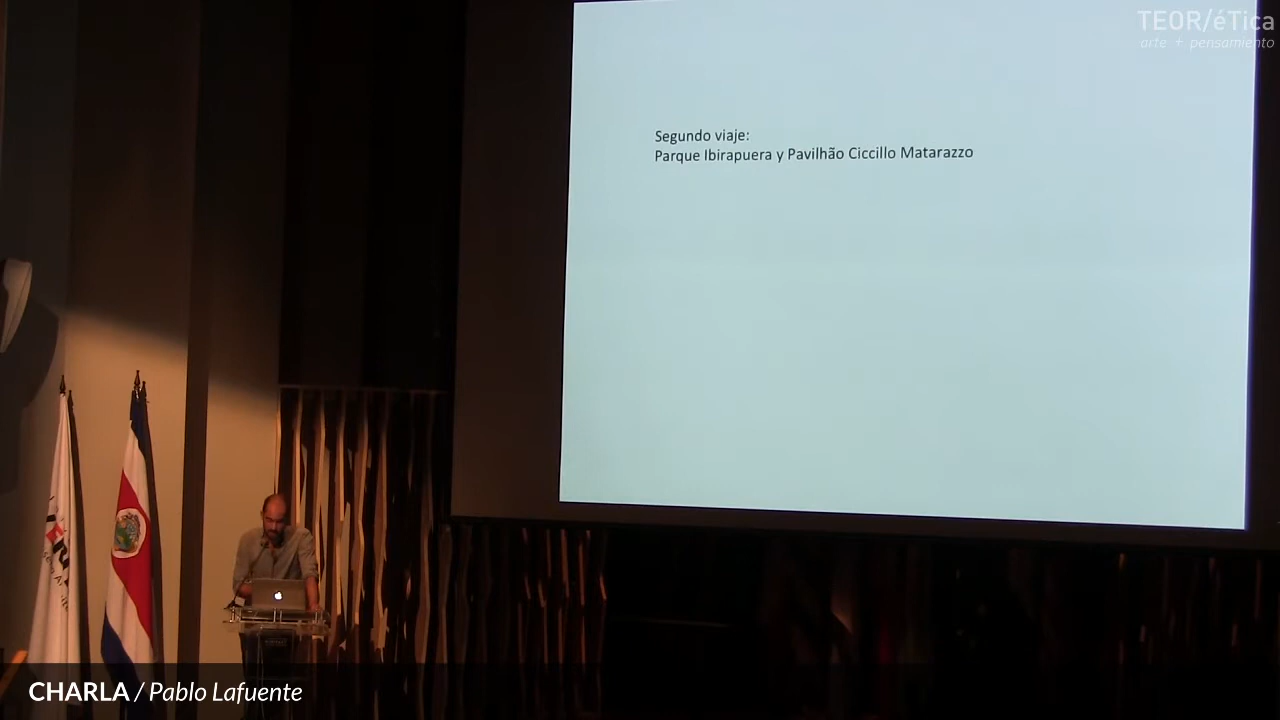 TEOR/éTica
arte + pensamiento
Segundo viaje:
Parque Ibirapuera y Pavilhão Ciccillo Matarazzo
CHARLA / Pablo Lafuente